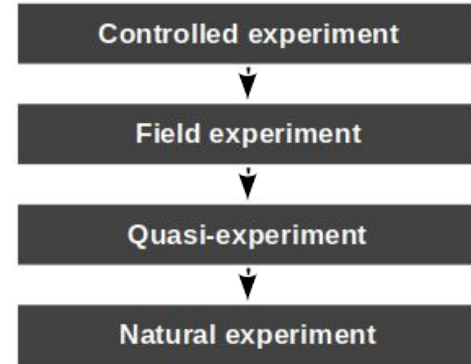 Controlled experiment
Field experiment
Quasi-experiment
Natural experiment